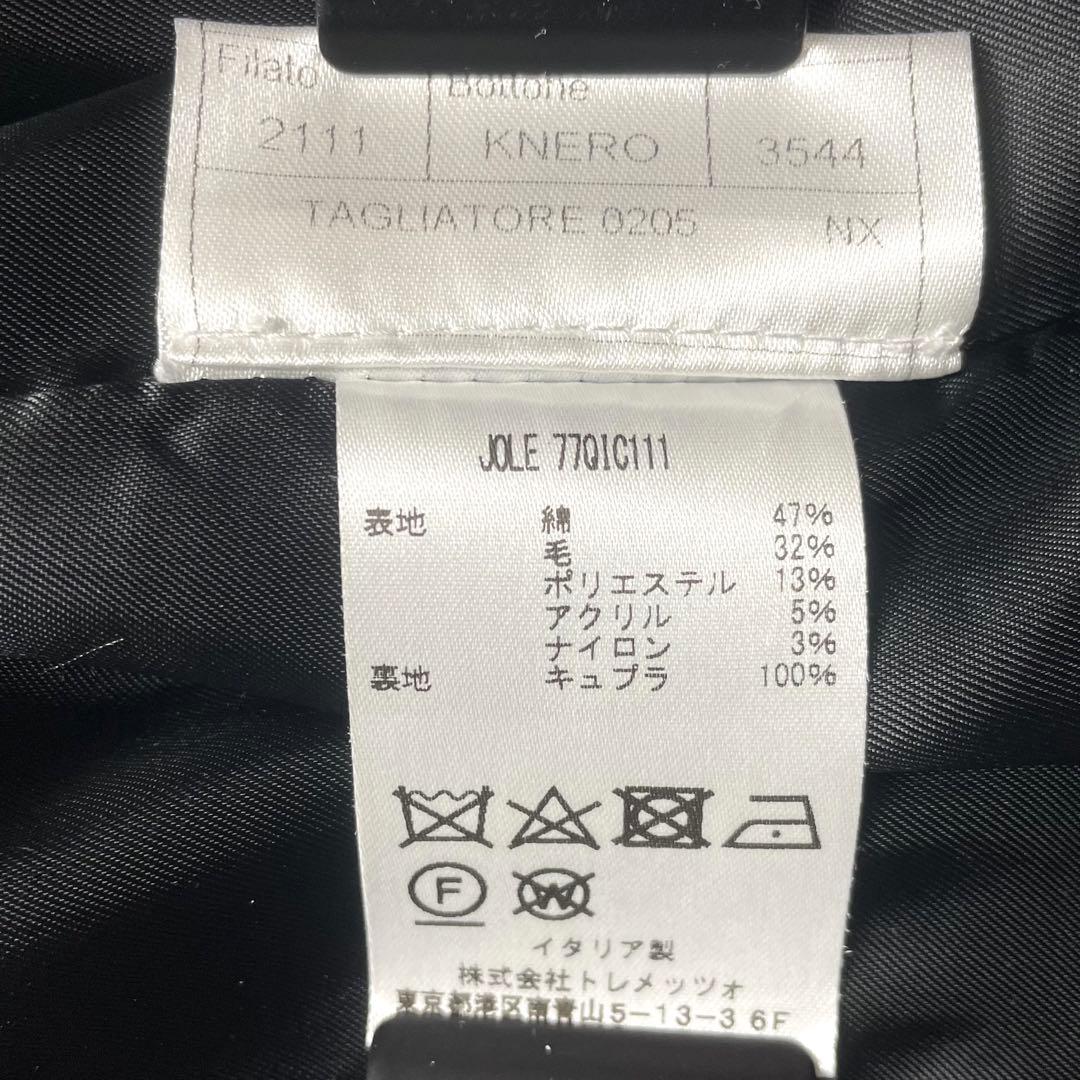 Filato Bottone
2111 KNERO 3544
TAGLIATORE 0205 NX
JOLE 77QIC111
表地 綿 47%
毛 32%
ポリエステル 13%
アクリル 5%
ナイロン 3%
裏地 キュプラ 100%
F W
イタリア製
株式会社トレメッツォ
東京都港区南青山5-13-3 6F